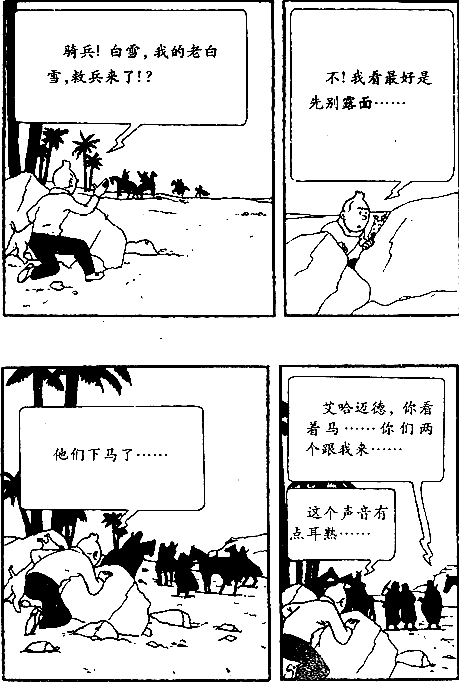 骑兵！白雪，我的老白
雪，救兵来了！？
不！我看最好是
先别露面……
他们下马了……
艾哈迈德，你看
着马……你们两
个跟我来……
这个声音有
点耳熟……